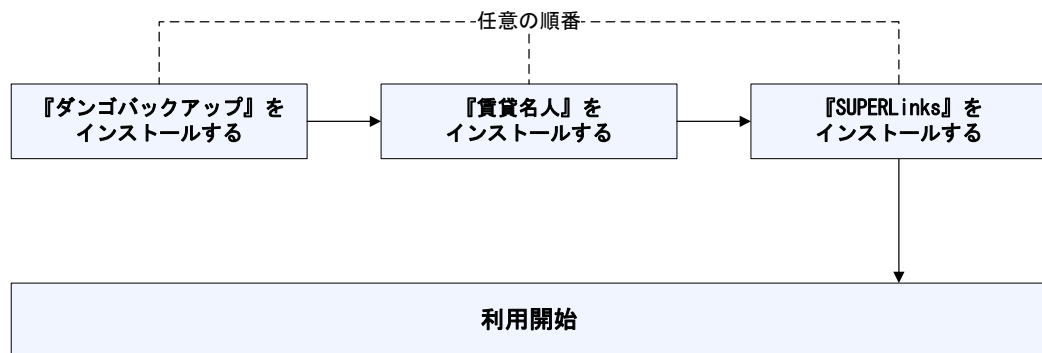 任意の順番
『ダンゴバックアップ』を
インストールする
『賃貸名人』を
インストールする
『SUPERLinks』を
インストールする
利用開始